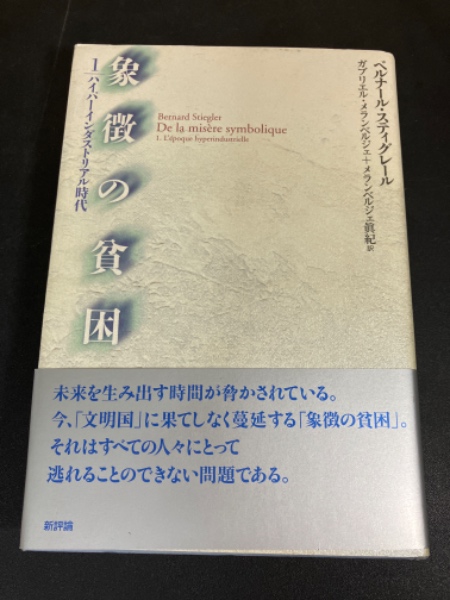 ベルナール・スティグレール
ガブリエル・メランベルジェ+メランベルジェ眞紀 訳
象徴の貧困
1 ハイパーインダストリアル時代
Bernard Stiegler
De la misère symbolique
1. L'époque hyperindustrielle
未来を生み出す時間が脅かされている。
今、「文明国」に果てしなく蔓延する「象徴の貧困」。
それはすべての人々にとって
逃れることのできない問題である。
新評論